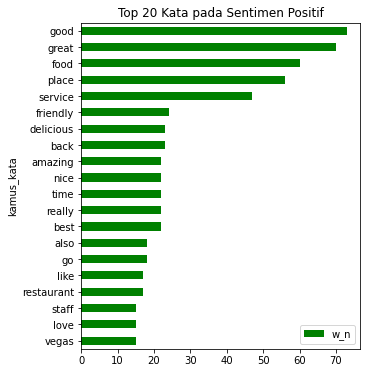 Top 20 Kata pada Sentimen Positif
kamus_kata
good
great
food
place
service
friendly
delicious
back
amazing
nice
time
really
best
also
go
like
restaurant
staff
love
vegas
w_n
0 10 20 30 40 50 60 70